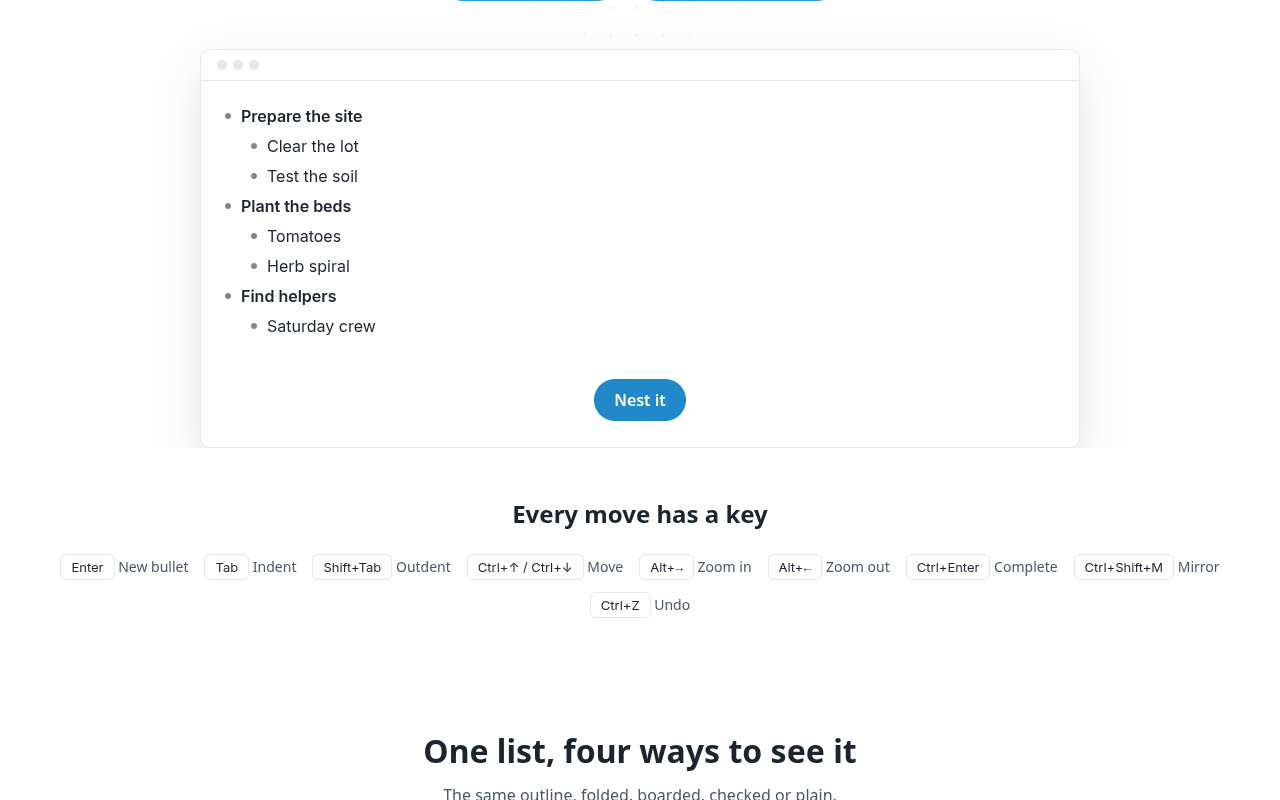 Prepare the site
Clear the lot
Test the soil
Plant the beds
Tomatoes
Herb spiral
Find helpers
Saturday crew
Nest it
Every move has a key
Enter New bullet Tab Indent Shift+Tab Outdent Ctrl+↑ / Ctrl+↓ Move Alt+→ Zoom in Alt+← Zoom out Ctrl+Enter Complete Ctrl+Shift+M Mirror
Ctrl+Z Undo
One list, four ways to see it
The same outline, folded, boarded, checked or plain.